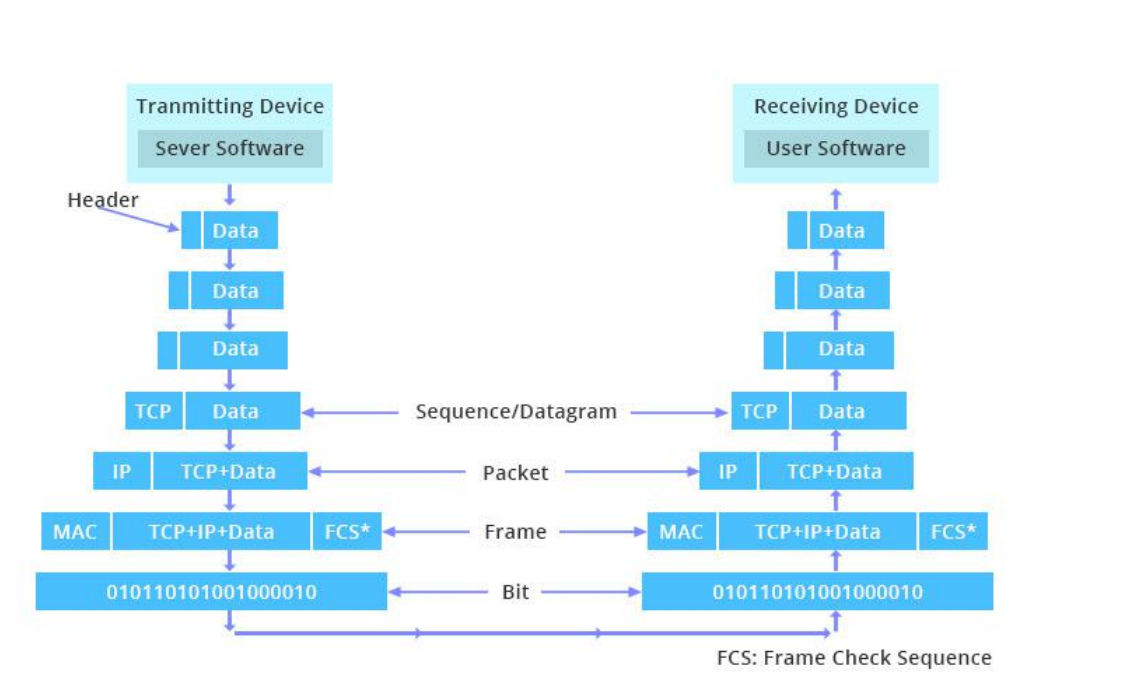 Tranmitting Device
Receiving Device
Sever Software
User Software
Header
Data
Data
Data
Data
Data
Data
TCP
Data
Sequence/Datagram
TCP
Data
IP
TCP+Data
Packet
IP
TCP+Data
MAC
TCP+IP+Data
FCS*
Frame
MAC
TCP+IP+Data
FCS*
010110101001000010
Bit
010110101001000010
FCS: Frame Check Sequence